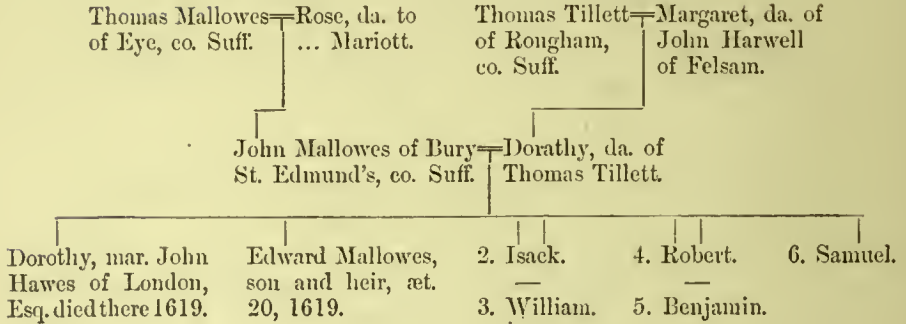 Thomas Mallowes=Rose, da. to
of Eye, co. Suff. ... Mariott.
Thomas Tillett=Margaret, da. of
of Rougham, John Harwell
co. Suff. of Felsam.
John Mallowes of Bury=Dorathy, da. of
St. Edmund's, co. Suff. Thomas Tillett.
Dorothy, mar. John
Hawes of London,
Esq. died there 1619.
Edward Mallowes,
son and heir, æt.
20, 1619.
2. Isack.
3. William.
4. Robert.
5. Benjamin.
6. Samuel.